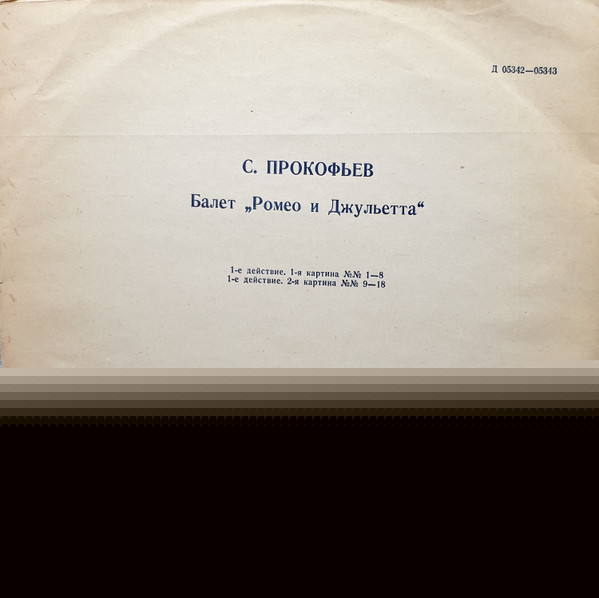 Д 05342—05343
С. ПРОКОФЬЕВ
Балет „Ромео и Джульетта“
1-е действие. 1-я картина №№ 1—8
1-е действие. 2-я картина №№ 9—18